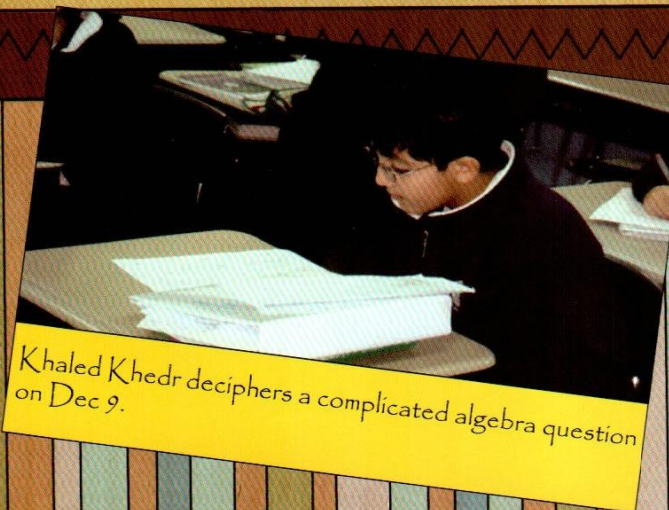 Khaled Khedr deciphers a complicated algebra question
on Dec 9.